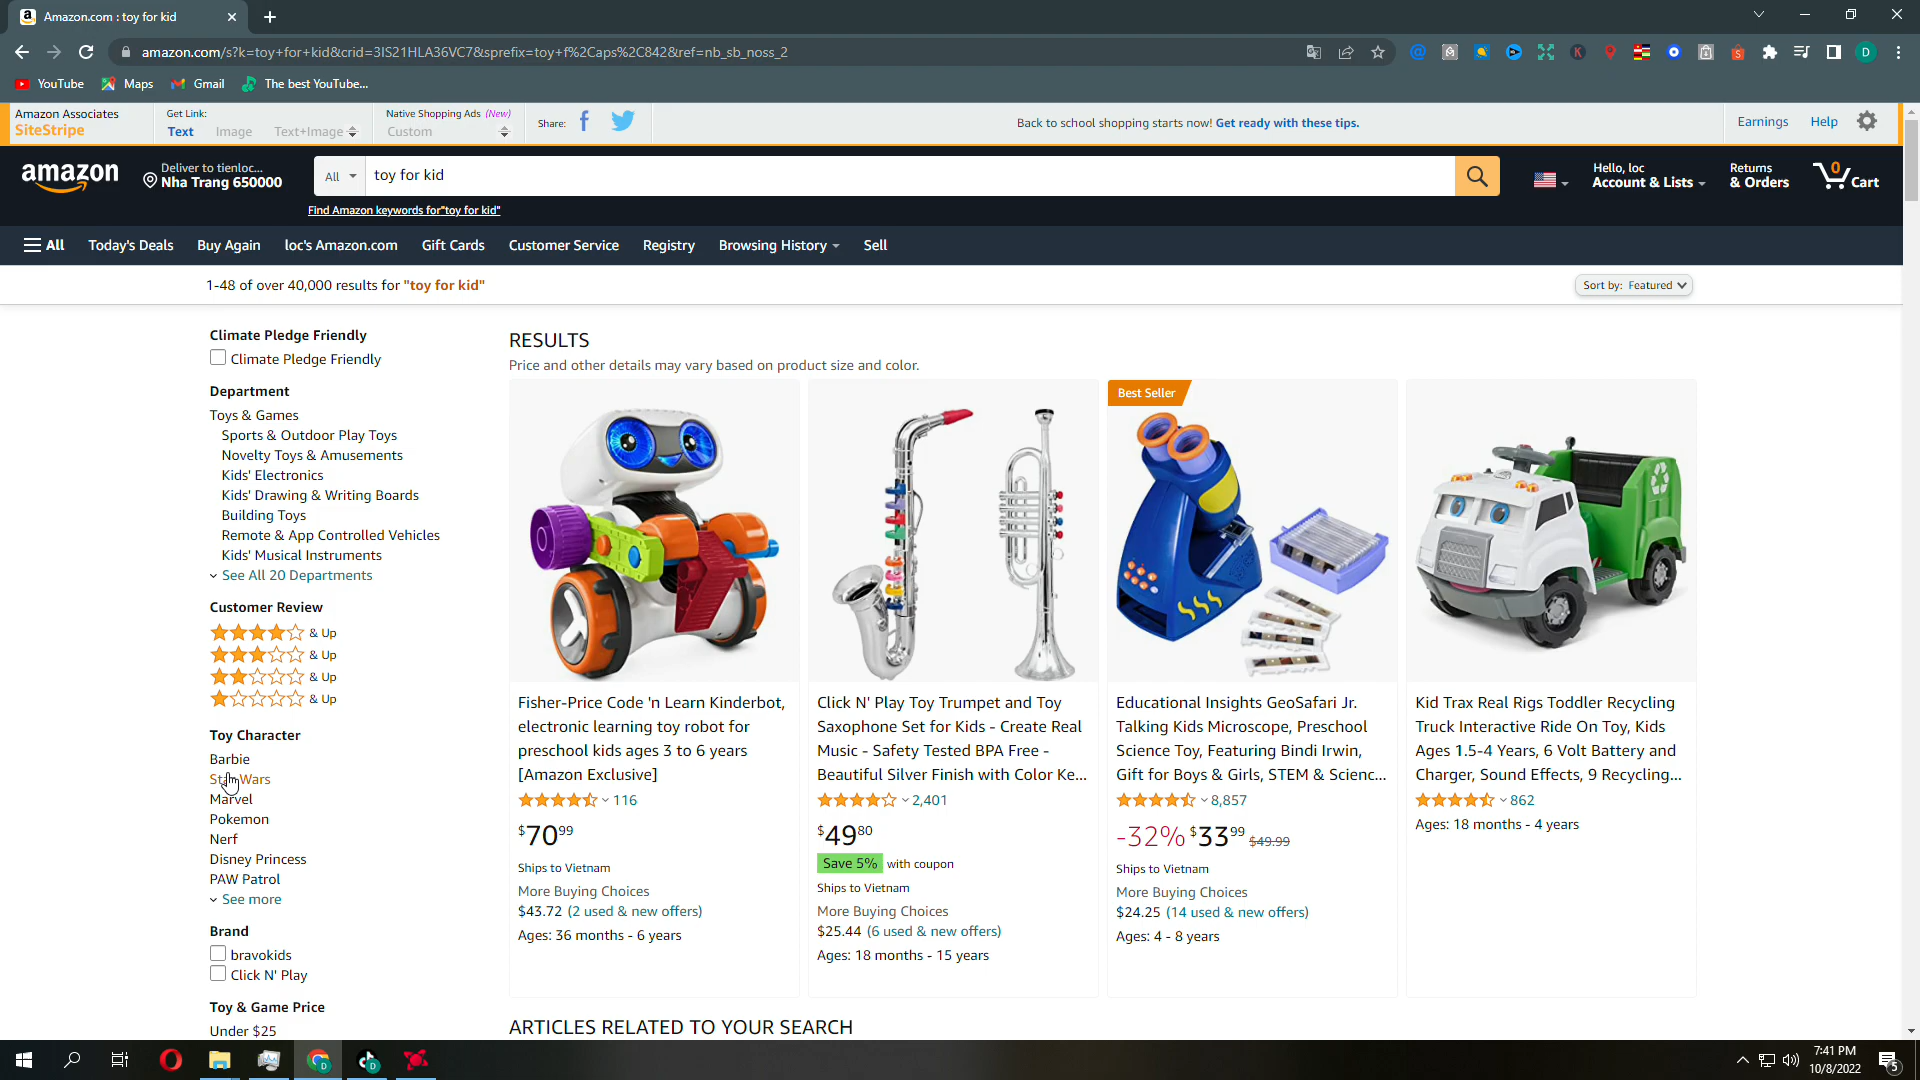 Amazon.com : toy for kid
amazon.com/s?k=toy+for+kid&crid=3IS21HLA36VC7&sprefix=toy+f%2Caps%2C842&ref=nb_sb_noss_2
YouTube
Maps
Gmail
The best YouTube...
Amazon Associates
SiteStripe
Get Link:
Text
Image
Text+Image
Native Shopping Ads (New)
Custom
Share:
Back to school shopping starts now! Get ready with these tips.
Earnings
Help
amazon
Deliver to tienloc...
Nha Trang 650000
All
toy for kid
Find Amazon keywords for"toy for kid"
Hello, loc
Account & Lists
Returns
& Orders
0
Cart
All
Today's Deals
Buy Again
loc's Amazon.com
Gift Cards
Customer Service
Registry
Browsing History
Sell
1-48 of over 40,000 results for "toy for kid"
Sort by: Featured
Climate Pledge Friendly
Climate Pledge Friendly
Department
Toys & Games
Sports & Outdoor Play Toys
Novelty Toys & Amusements
Kids' Electronics
Kids' Drawing & Writing Boards
Building Toys
Remote & App Controlled Vehicles
Kids' Musical Instruments
See All 20 Departments
Customer Review
& Up
& Up
& Up
& Up
Toy Character
Barbie
Star Wars
Marvel
Pokemon
Nerf
Disney Princess
PAW Patrol
See more
Brand
bravokids
Click N' Play
Toy & Game Price
Under $25
RESULTS
Price and other details may vary based on product size and color.
Fisher-Price Code 'n Learn Kinderbot,
electronic learning toy robot for
preschool kids ages 3 to 6 years
[Amazon Exclusive]
116
$70.99
Ships to Vietnam
More Buying Choices
$43.72 (2 used & new offers)
Ages: 36 months - 6 years
Click N' Play Toy Trumpet and Toy
Saxophone Set for Kids - Create Real
Music - Safety Tested BPA Free -
Beautiful Silver Finish with Color Ke...
2,401
$49.80
Save 5% with coupon
Ships to Vietnam
More Buying Choices
$25.44 (6 used & new offers)
Ages: 18 months - 15 years
Best Seller
Educational Insights GeoSafari Jr.
Talking Kids Microscope, Preschool
Science Toy, Featuring Bindi Irwin,
Gift for Boys & Girls, STEM & Scienc...
8,857
-32% $33.99 $49.99
Ships to Vietnam
More Buying Choices
$24.25 (14 used & new offers)
Ages: 4 - 8 years
Kid Trax Real Rigs Toddler Recycling
Truck Interactive Ride On Toy, Kids
Ages 1.5-4 Years, 6 Volt Battery and
Charger, Sound Effects, 9 Recycling...
862
Ages: 18 months - 4 years
ARTICLES RELATED TO YOUR SEARCH
7:41 PM
10/8/2022
5